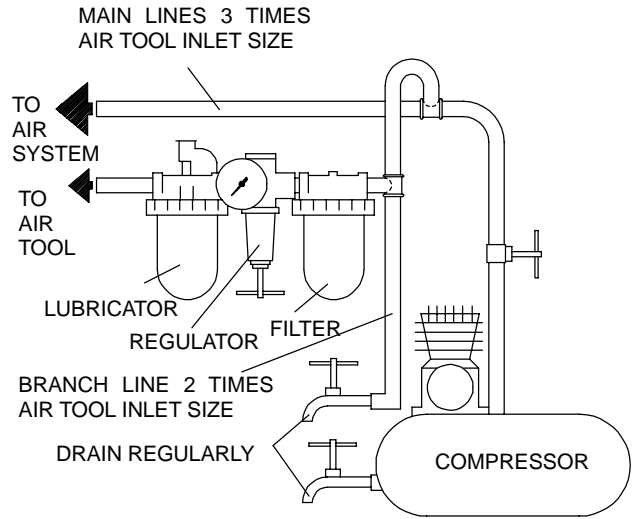 MAIN LINES 3 TIMES
AIR TOOL INLET SIZE
TO
AIR
SYSTEM
TO
AIR
TOOL
LUBRICATOR
REGULATOR
FILTER
BRANCH LINE 2 TIMES
AIR TOOL INLET SIZE
DRAIN REGULARLY
COMPRESSOR